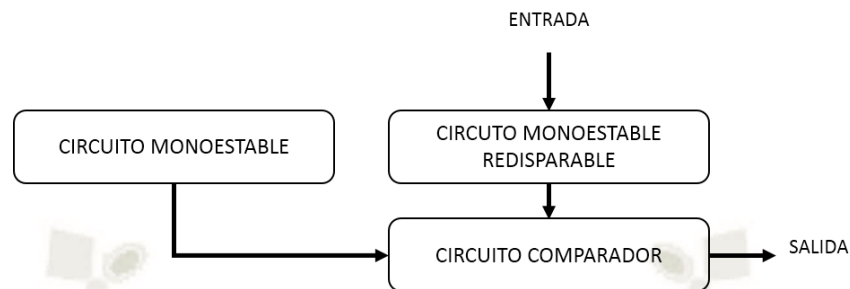 ENTRADA
CIRCUITO MONOESTABLE
CIRCUTO MONOESTABLE
REDISPARABLE
CIRCUITO COMPARADOR
SALIDA